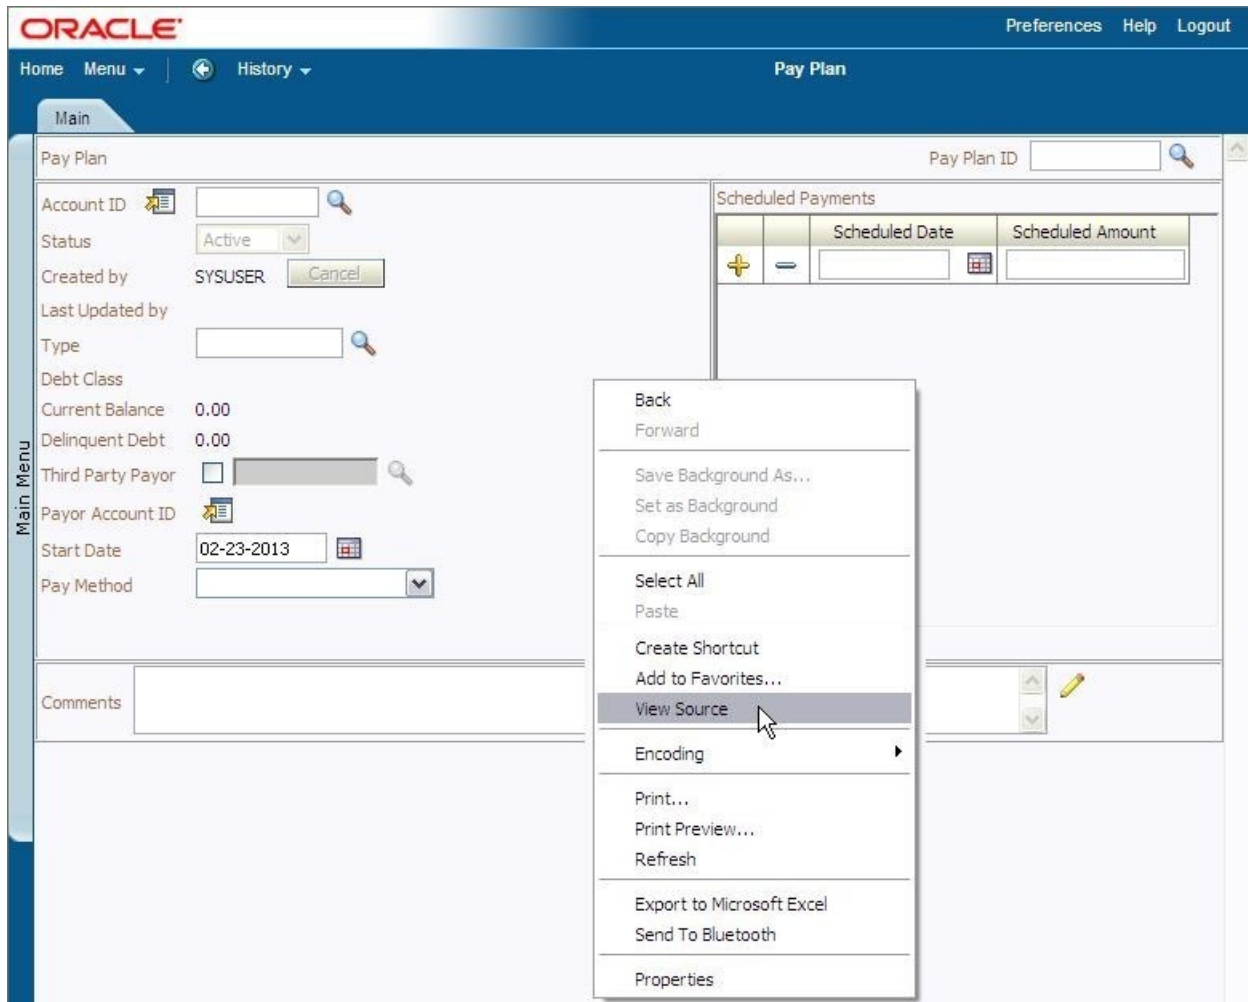 ORACLE
Preferences Help Logout
Home Menu History Pay Plan
Main
Main Menu
Pay Plan
Pay Plan ID
Account ID
Status Active
Created by SYSUSER Cancel
Last Updated by
Type
Debt Class
Current Balance 0.00
Delinquent Debt 0.00
Third Party Payor
Payor Account ID
Start Date 02-23-2013
Pay Method
Scheduled Payments
Scheduled Date Scheduled Amount
Comments
Back
Forward
Save Background As...
Set as Background
Copy Background
Select All
Paste
Create Shortcut
Add to Favorites...
View Source
Encoding
Print...
Print Preview...
Refresh
Export to Microsoft Excel
Send To Bluetooth
Properties